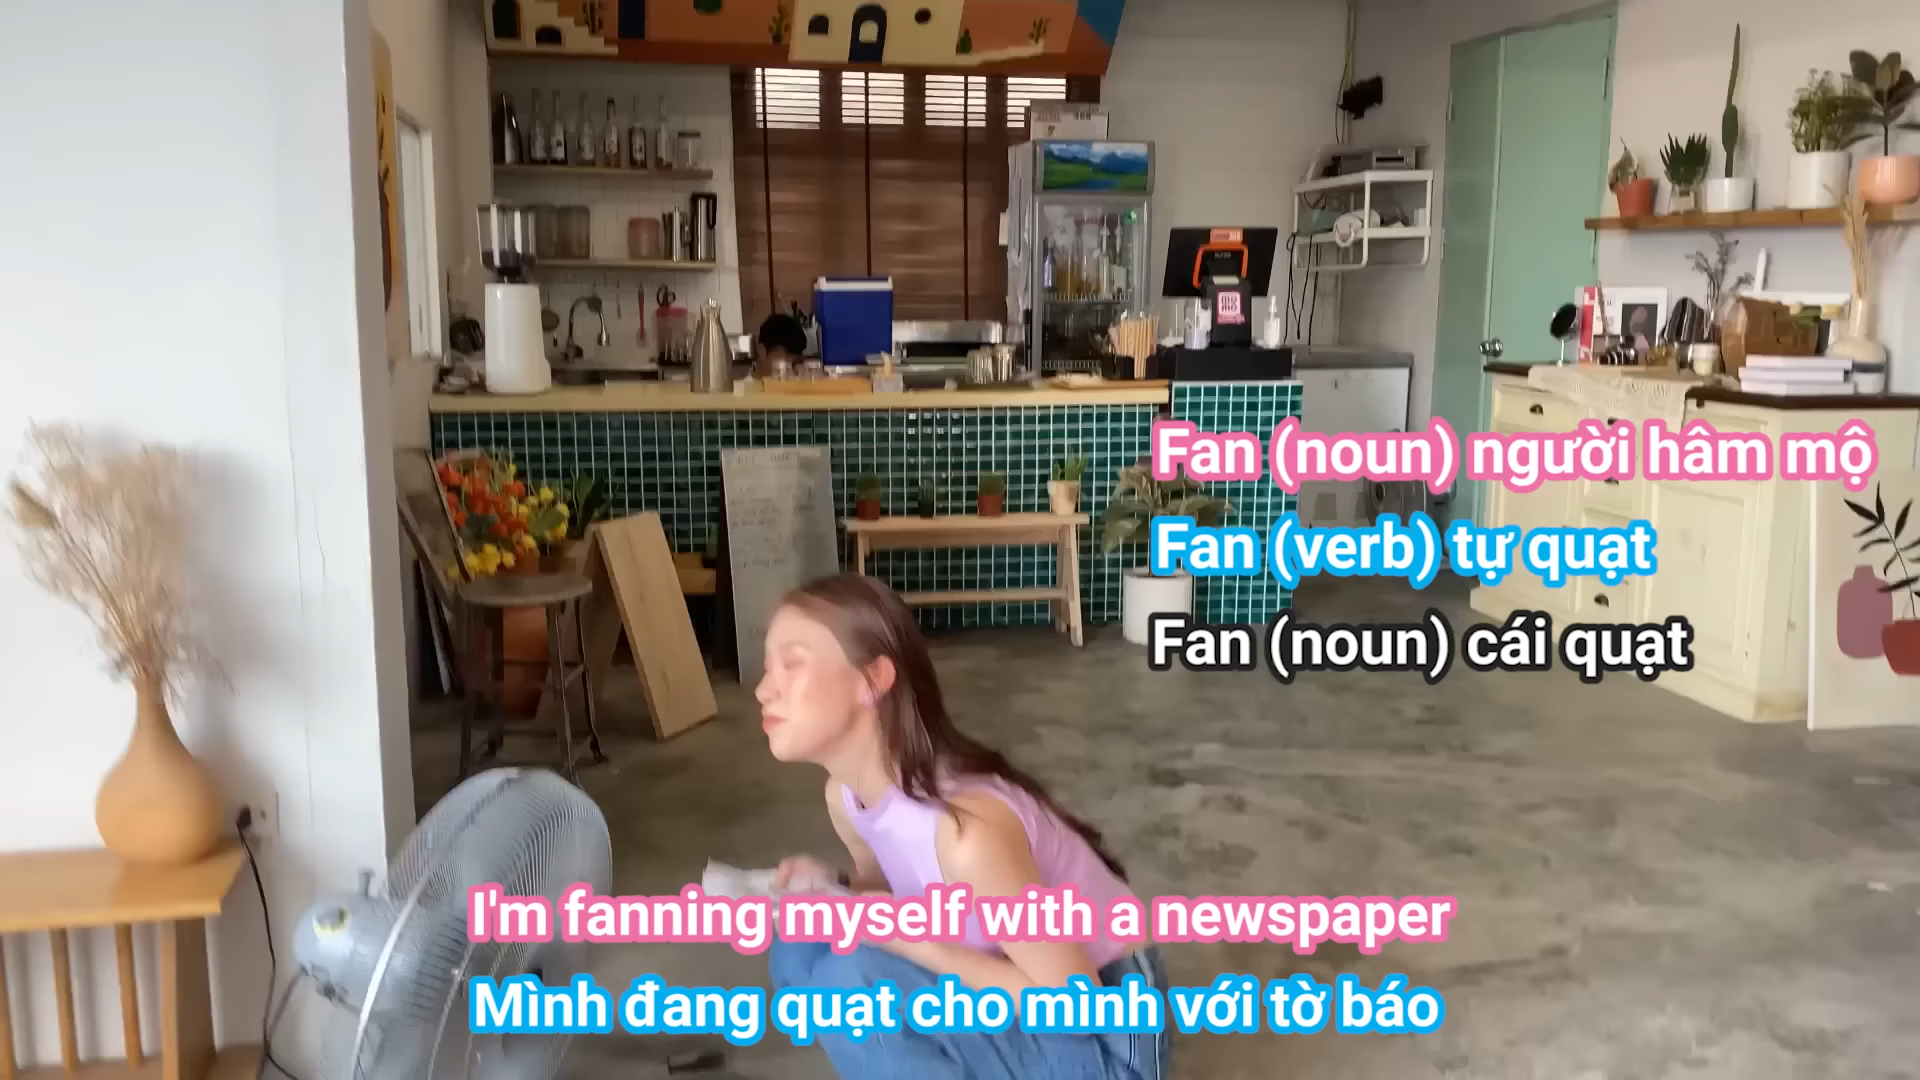 Fan (noun) người hâm mộ
Fan (verb) tự quạt
Fan (noun) cái quạt
I'm fanning myself with a newspaper
Mình đang quạt cho mình với tờ báo